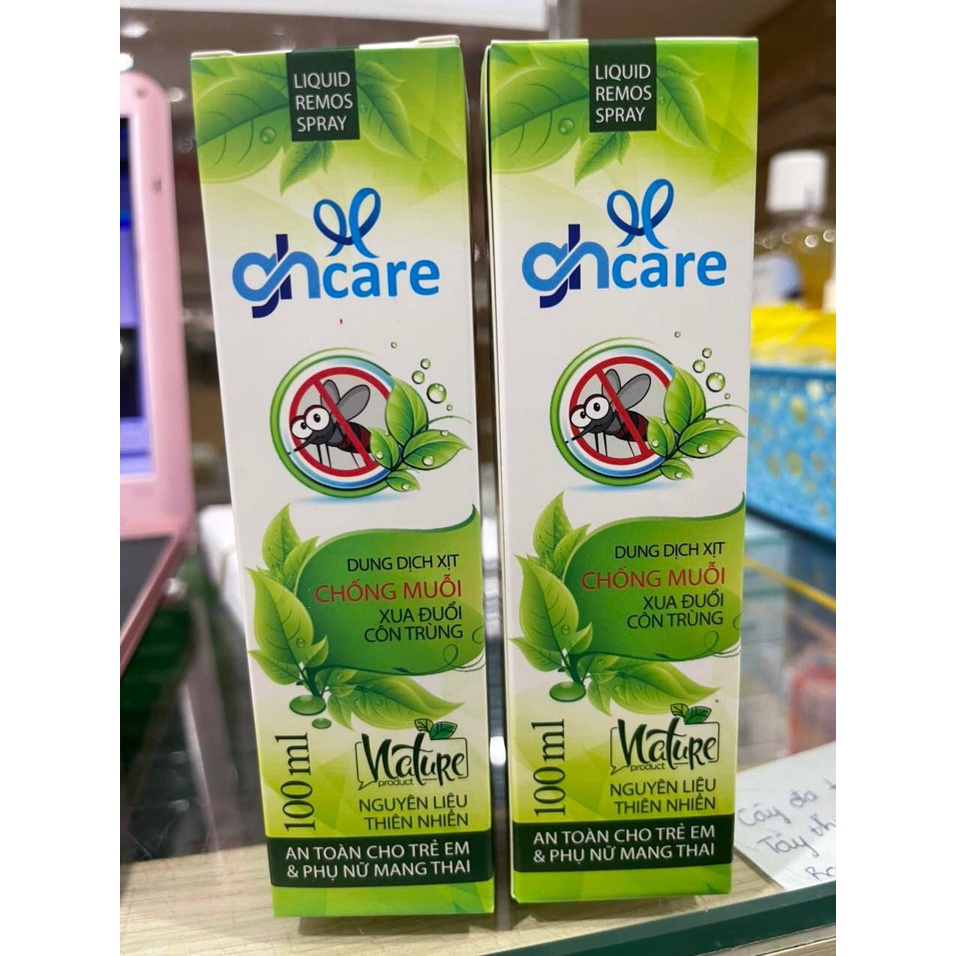 LIQUID
REMOS
SPRAY
ghcare
DUNG DỊCH XỊT
CHỐNG MUỖI
XUA ĐUỔI
CÔN TRÙNG
100ml
Nature
product
NGUYÊN LIỆU
THIÊN NHIÊN
AN TOÀN CHO TRẺ EM
& PHỤ NỮ MANG THAI
LIQUID
REMOS
SPRAY
ghcare
DUNG DỊCH XỊT
CHỐNG MUỖI
XUA ĐUỔI
CÔN TRÙNG
100ml
Nature
product
NGUYÊN LIỆU
THIÊN NHIÊN
AN TOÀN CHO TRẺ EM
& PHỤ NỮ MANG THAI